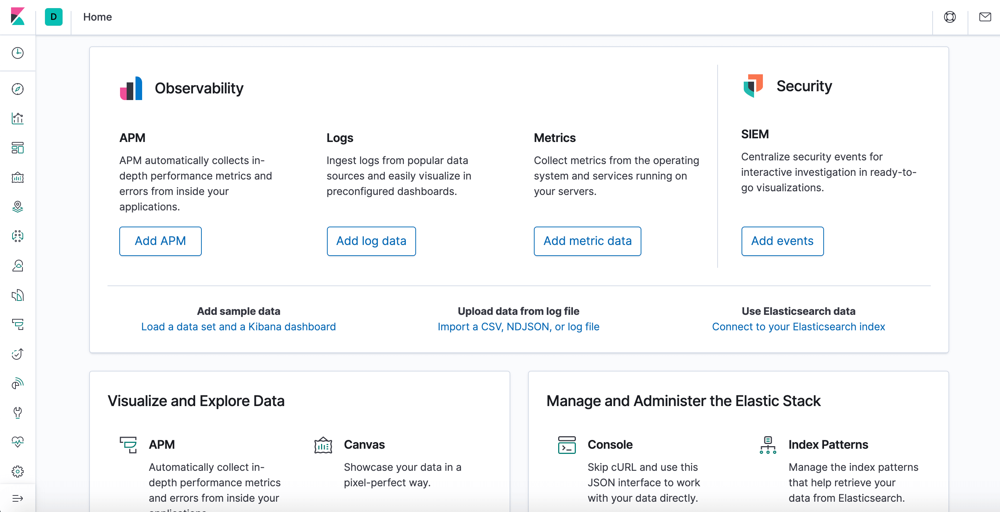 D
Home
Observability
Security
APM
APM automatically collects in-
depth performance metrics and
errors from inside your
applications.
Add APM
Logs
Ingest logs from popular data
sources and easily visualize in
preconfigured dashboards.
Add log data
Metrics
Collect metrics from the operating
system and services running on
your servers.
Add metric data
SIEM
Centralize security events for
interactive investigation in ready-to-
go visualizations.
Add events
Add sample data
Load a data set and a Kibana dashboard
Upload data from log file
Import a CSV, NDJSON, or log file
Use Elasticsearch data
Connect to your Elasticsearch index
Visualize and Explore Data
APM
Automatically collect in-
depth performance metrics
and errors from inside your
applications.
Canvas
Showcase your data in a
pixel-perfect way.
Manage and Administer the Elastic Stack
Console
Skip cURL and use this
JSON interface to work
with your data directly.
Index Patterns
Manage the index patterns
that help retrieve your
data from Elasticsearch.